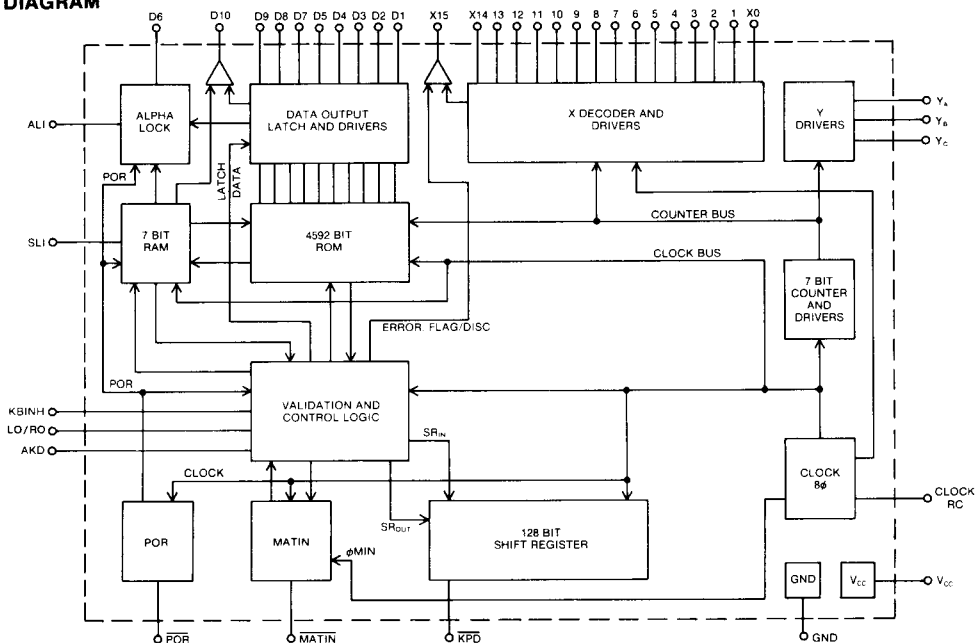 DIAGRAM
D6
D10
D9 D8 D7 D5 D4 D3 D2 D1
X15
X14 13 12 11 10 9 8 7 6 5 4 3 2 1 X0
ALI
ALPHA
LOCK
DATA OUTPUT
LATCH AND DRIVERS
X DECODER AND
DRIVERS
Y
DRIVERS
YA
YB
YC
POR
LATCH
DATA
SLI
7 BIT
RAM
4592 BIT
ROM
COUNTER BUS
CLOCK BUS
7 BIT
COUNTER
AND
DRIVERS
ERROR FLAG/DISC
POR
KBINH
LO/RO
AKD
VALIDATION AND
CONTROL LOGIC
SRIN
CLOCK
CLOCK
8ϕ
CLOCK
RC
POR
MATIN
SROUT
ϕMIN
128 BIT
SHIFT REGISTER
GND
VCC
VCC
POR
MATIN
KPD
GND